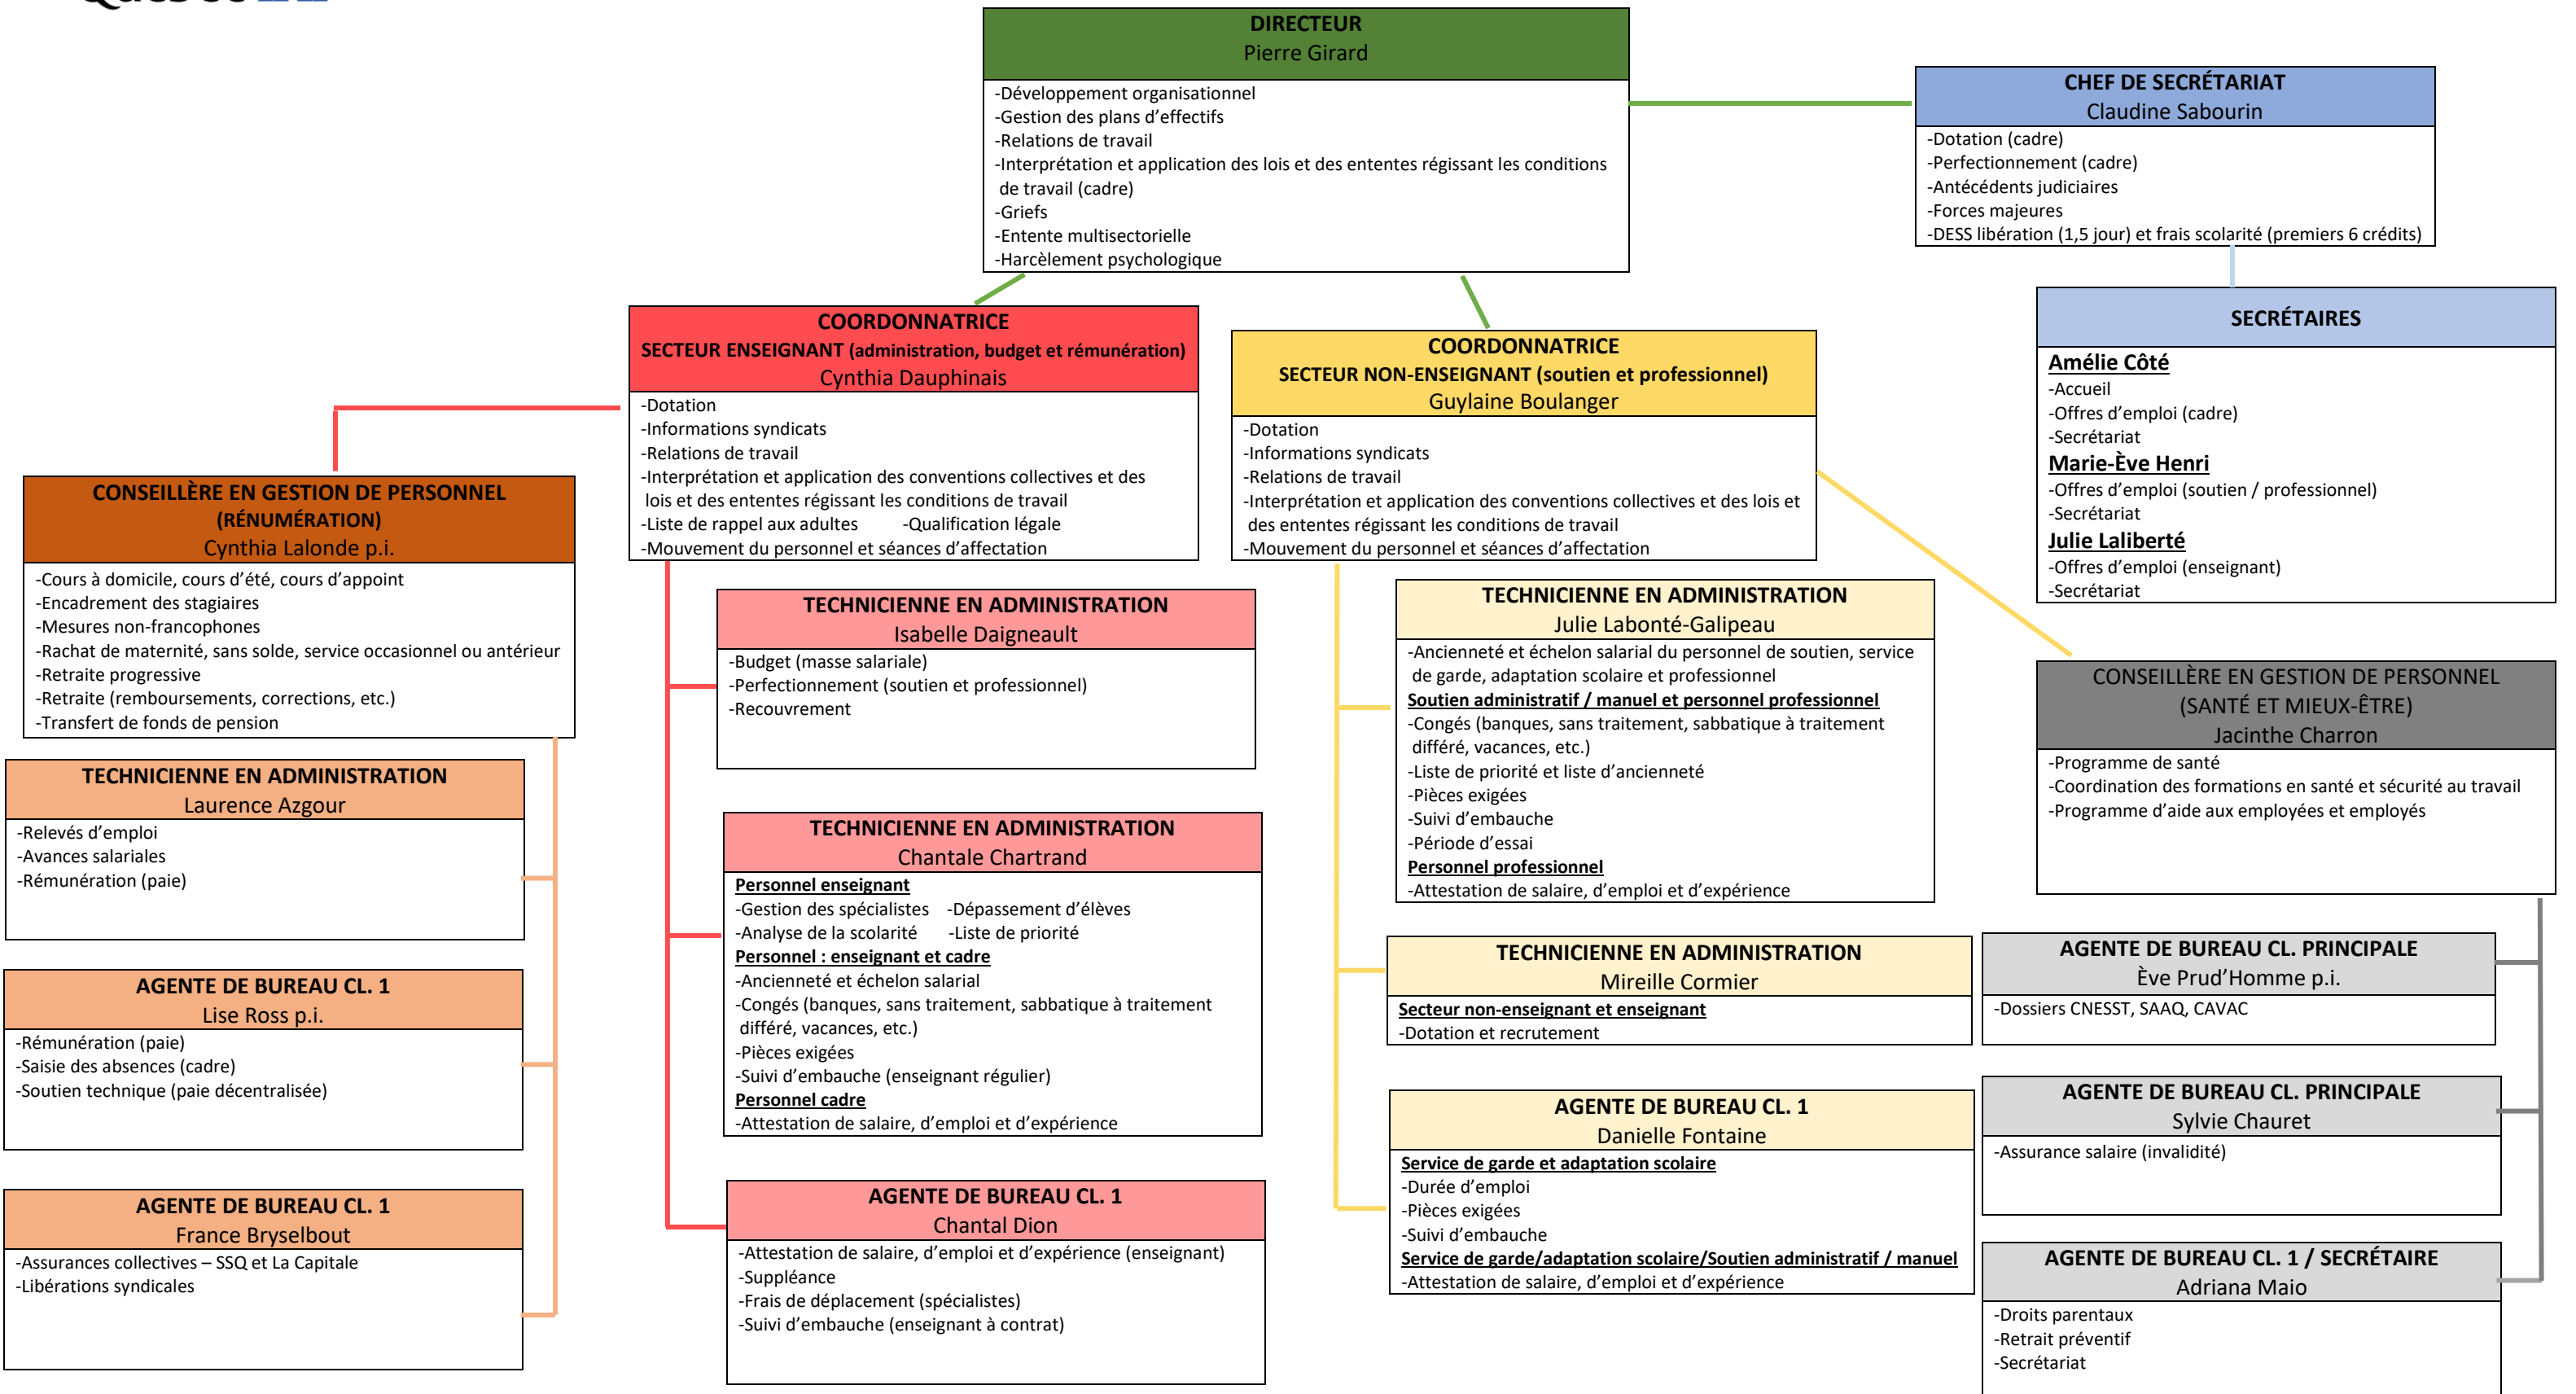 DIRECTEUR
Pierre Girard
-Développement organisationnel
-Gestion des plans d’effectifs
-Relations de travail
-Interprétation et application des lois et des ententes régissant les conditions
de travail (cadre)
-Griefs
-Entente multisectorielle
-Harcèlement psychologique
CHEF DE SECRÉTARIAT
Claudine Sabourin
-Dotation (cadre)
-Perfectionnement (cadre)
-Antécédents judiciaires
-Forces majeures
-DESS libération (1,5 jour) et frais scolarité (premiers 6 crédits)
SECRÉTAIRES
Amélie Côté
-Accueil
-Offres d’emploi (cadre)
-Secrétariat
Marie-Ève Henri
-Offres d’emploi (soutien / professionnel)
-Secrétariat
Julie Laliberté
-Offres d’emploi (enseignant)
-Secrétariat
COORDONNATRICE
SECTEUR ENSEIGNANT (administration, budget et rémunération)
Cynthia Dauphinais
-Dotation
-Informations syndicats
-Relations de travail
-Interprétation et application des conventions collectives et des
lois et des ententes régissant les conditions de travail
-Liste de rappel aux adultes -Qualification légale
-Mouvement du personnel et séances d’affectation
COORDONNATRICE
SECTEUR NON-ENSEIGNANT (soutien et professionnel)
Guylaine Boulanger
-Dotation
-Informations syndicats
-Relations de travail
-Interprétation et application des conventions collectives et des lois et
des ententes régissant les conditions de travail
-Mouvement du personnel et séances d’affectation
CONSEILLÈRE EN GESTION DE PERSONNEL
(RÉNUMÉRATION)
Cynthia Lalonde p.i.
-Cours à domicile, cours d’été, cours d’appoint
-Encadrement des stagiaires
-Mesures non-francophones
-Rachat de maternité, sans solde, service occasionnel ou antérieur
-Retraite progressive
-Retraite (remboursements, corrections, etc.)
-Transfert de fonds de pension
TECHNICIENNE EN ADMINISTRATION
Laurence Azgour
-Relevés d’emploi
-Avances salariales
-Rémunération (paie)
AGENTE DE BUREAU CL. 1
Lise Ross p.i.
-Rémunération (paie)
-Saisie des absences (cadre)
-Soutien technique (paie décentralisée)
AGENTE DE BUREAU CL. 1
France Bryselbout
-Assurances collectives – SSQ et La Capitale
-Libérations syndicales
TECHNICIENNE EN ADMINISTRATION
Isabelle Daigneault
-Budget (masse salariale)
-Perfectionnement (soutien et professionnel)
-Recouvrement
TECHNICIENNE EN ADMINISTRATION
Chantale Chartrand
Personnel enseignant
-Gestion des spécialistes -Dépassement d’élèves
-Analyse de la scolarité -Liste de priorité
Personnel : enseignant et cadre
-Ancienneté et échelon salarial
-Congés (banques, sans traitement, sabbatique à traitement
différé, vacances, etc.)
-Pièces exigées
-Suivi d’embauche (enseignant régulier)
Personnel cadre
-Attestation de salaire, d’emploi et d’expérience
AGENTE DE BUREAU CL. 1
Chantal Dion
-Attestation de salaire, d’emploi et d’expérience (enseignant)
-Suppléance
-Frais de déplacement (spécialistes)
-Suivi d’embauche (enseignant à contrat)
TECHNICIENNE EN ADMINISTRATION
Julie Labonté-Galipeau
-Ancienneté et échelon salarial du personnel de soutien, service
de garde, adaptation scolaire et professionnel
Soutien administratif / manuel et personnel professionnel
-Congés (banques, sans traitement, sabbatique à traitement
différé, vacances, etc.)
-Liste de priorité et liste d’ancienneté
-Pièces exigées
-Suivi d’embauche
-Période d’essai
Personnel professionnel
-Attestation de salaire, d’emploi et d’expérience
TECHNICIENNE EN ADMINISTRATION
Mireille Cormier
Secteur non-enseignant et enseignant
-Dotation et recrutement
AGENTE DE BUREAU CL. 1
Danielle Fontaine
Service de garde et adaptation scolaire
-Durée d’emploi
-Pièces exigées
-Suivi d’embauche
Service de garde/adaptation scolaire/Soutien administratif / manuel
-Attestation de salaire, d’emploi et d’expérience
CONSEILLÈRE EN GESTION DE PERSONNEL
(SANTÉ ET MIEUX-ÊTRE)
Jacinthe Charron
-Programme de santé
-Coordination des formations en santé et sécurité au travail
-Programme d’aide aux employées et employés
AGENTE DE BUREAU CL. PRINCIPALE
Ève Prud’Homme p.i.
-Dossiers CNESST, SAAQ, CAVAC
AGENTE DE BUREAU CL. PRINCIPALE
Sylvie Chauret
-Assurance salaire (invalidité)
AGENTE DE BUREAU CL. 1 / SECRÉTAIRE
Adriana Maio
-Droits parentaux
-Retrait préventif
-Secrétariat